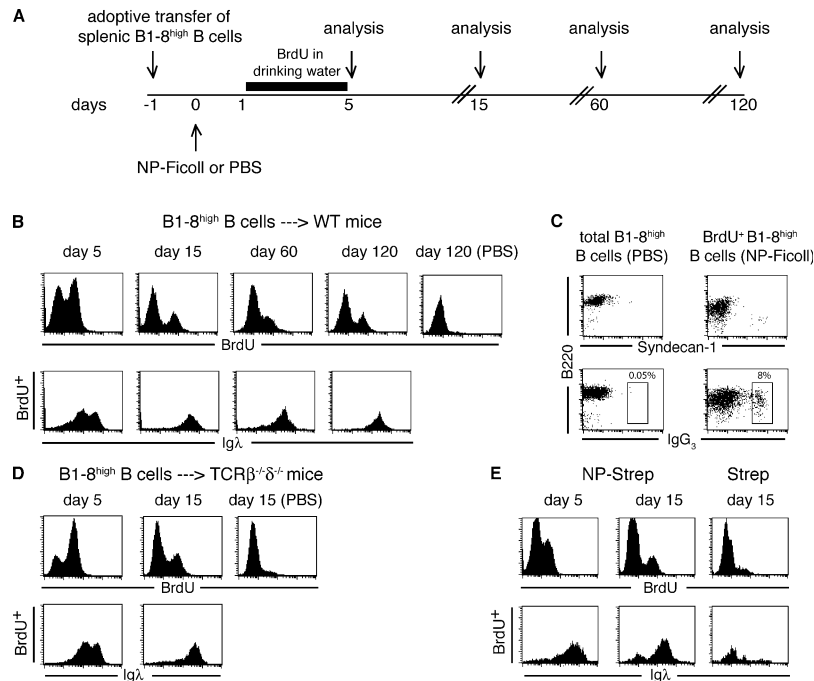 A
adoptive transfer of
splenic B1-8high B cells
analysis
analysis
analysis
analysis
BrdU in
drinking water
days
-1
0
1
5
15
60
120
NP-Ficoll or PBS
B
B1-8high B cells ---> WT mice
day 5
day 15
day 60
day 120
day 120 (PBS)
BrdU
BrdU+
Igλ
C
total B1-8high
B cells (PBS)
BrdU+ B1-8high
B cells (NP-Ficoll)
B220
Syndecan-1
0.05%
8%
IgG3
D
B1-8high B cells ---> TCRβ-/-δ-/- mice
day 5
day 15
day 15 (PBS)
BrdU
BrdU+
Igλ
E
NP-Strep
Strep
day 5
day 15
day 15
BrdU
BrdU+
Igλ